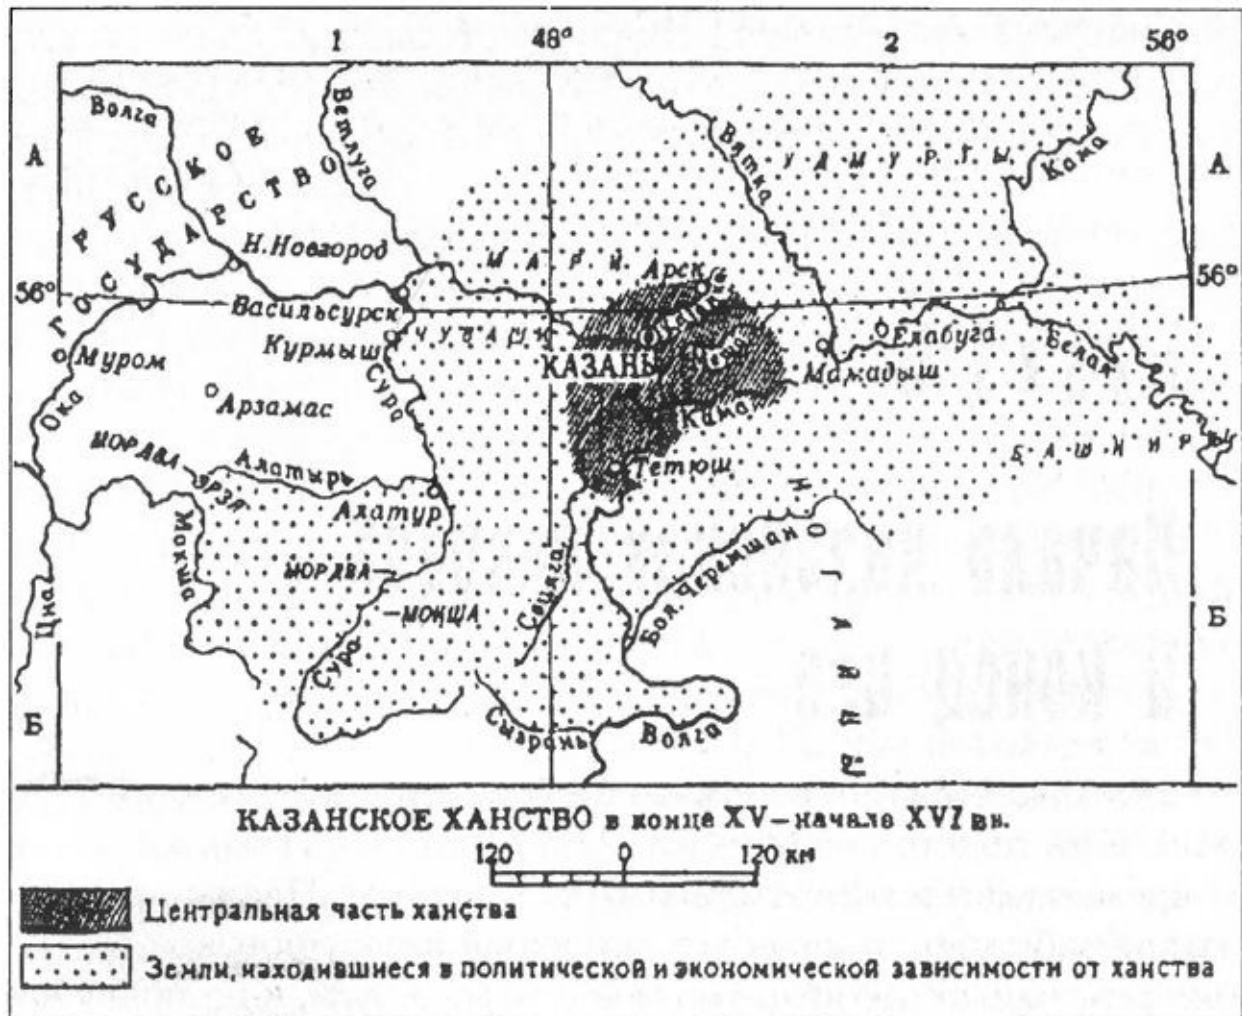 1
48°
2
56°
Волга
Ветлуга
Вятка
УДМУРТЫ
Кама
А
А
РУССКОЕ
ГОСУДАРСТВО
Н.Новгород
МАРИ
Арск
56°
56°
Васильсурск
ЧУВАШИ
Курмыш
КАЗАНЬ
Елабуга
Белая
Муром
Мамадыш
Сура
Ока
Арзамас
Кама
БАШКИРЫ
МОРДВА
ЭРЗЯ
Алатырь
Тетюш
Мокша
Алатур
НОГАЙЦЫ
Бол. Черемшан
МОРДВА
МОКША
Свияга
Цна
Б
Сура
Б
Сызрань
Волга
КАЗАНСКОЕ ХАНСТВО в конце XV – начале XVI вв.
120 0 120 км
Центральная часть ханства
Земли, находившиеся в политической и экономической зависимости от ханства